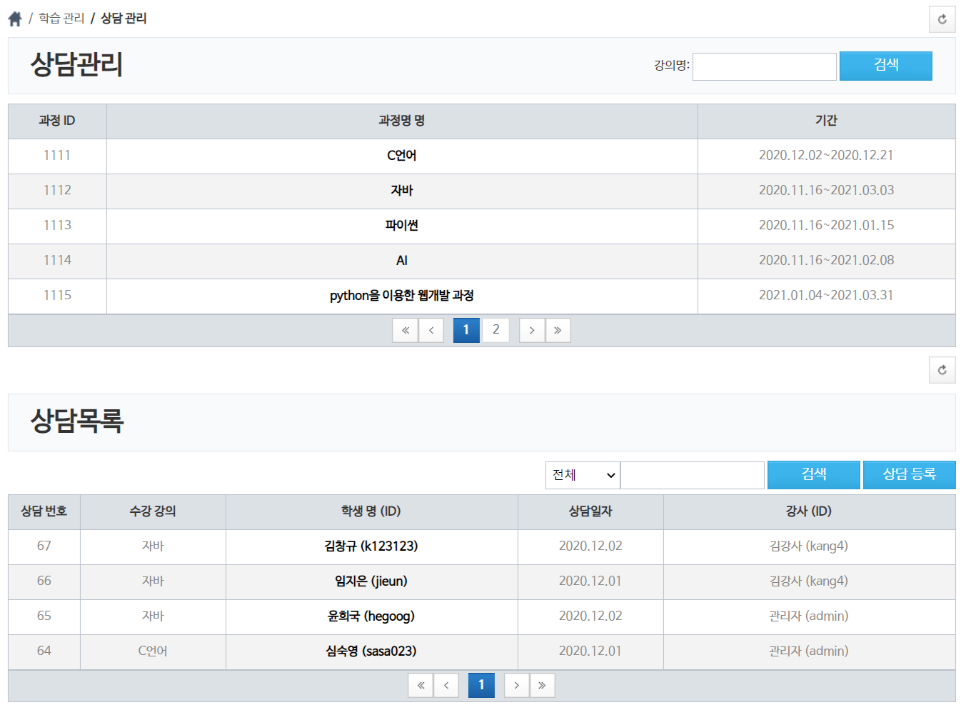 / 학습 관리 / 상담 관리
상담관리
강의명: 검색
과정 ID 과정명 명 기간
1111 C언어 2020.12.02~2020.12.21
1112 자바 2020.11.16~2021.03.03
1113 파이썬 2020.11.16~2021.01.15
1114 AI 2020.11.16~2021.02.08
1115 python을 이용한 웹개발 과정 2021.01.04~2021.03.31
« ‹ 1 2 › »
상담목록
전체 검색 상담 등록
상담 번호 수강 강의 학생 명 (ID) 상담일자 강사 (ID)
67 자바 김창규 (k123123) 2020.12.02 김강사 (kang4)
66 자바 임지은 (jieun) 2020.12.01 김강사 (kang4)
65 자바 윤희국 (hegoog) 2020.12.02 관리자 (admin)
64 C언어 심숙영 (sasa023) 2020.12.01 관리자 (admin)
« ‹ 1 › »